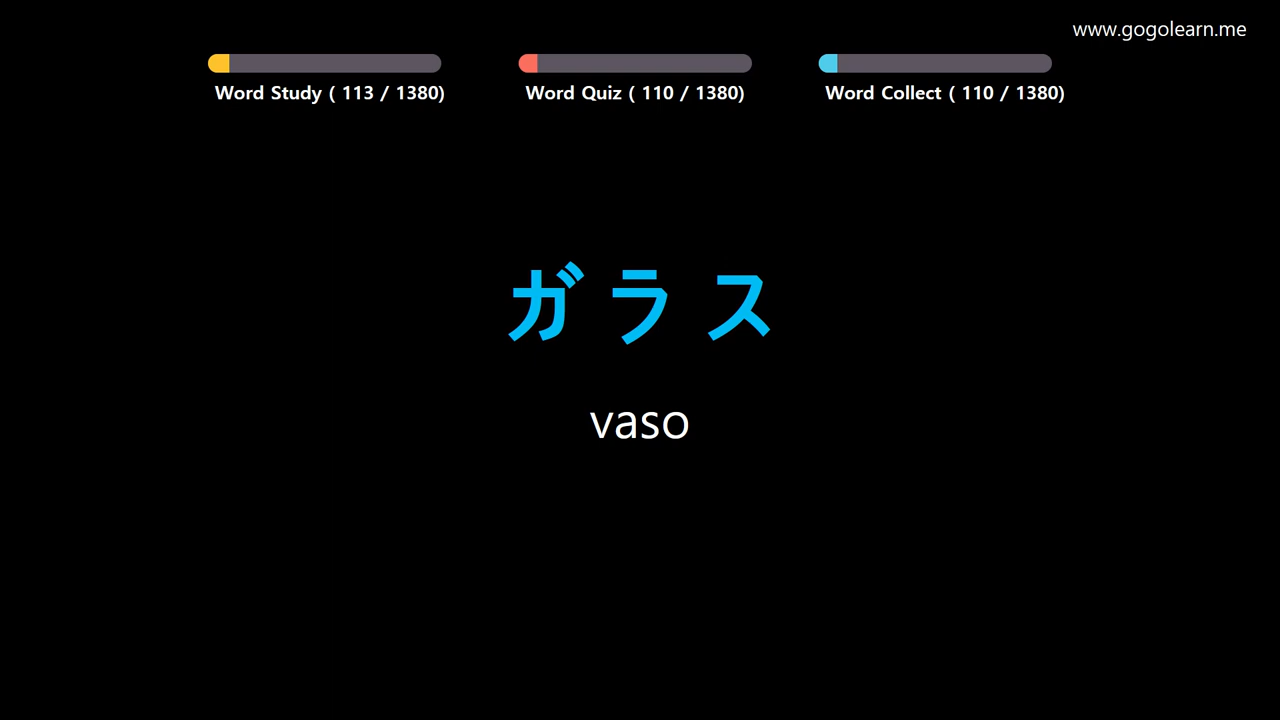 www.gogolearn.me
Word Study ( 113 / 1380)
Word Quiz ( 110 / 1380)
Word Collect ( 110 / 1380)
ガラス
vaso